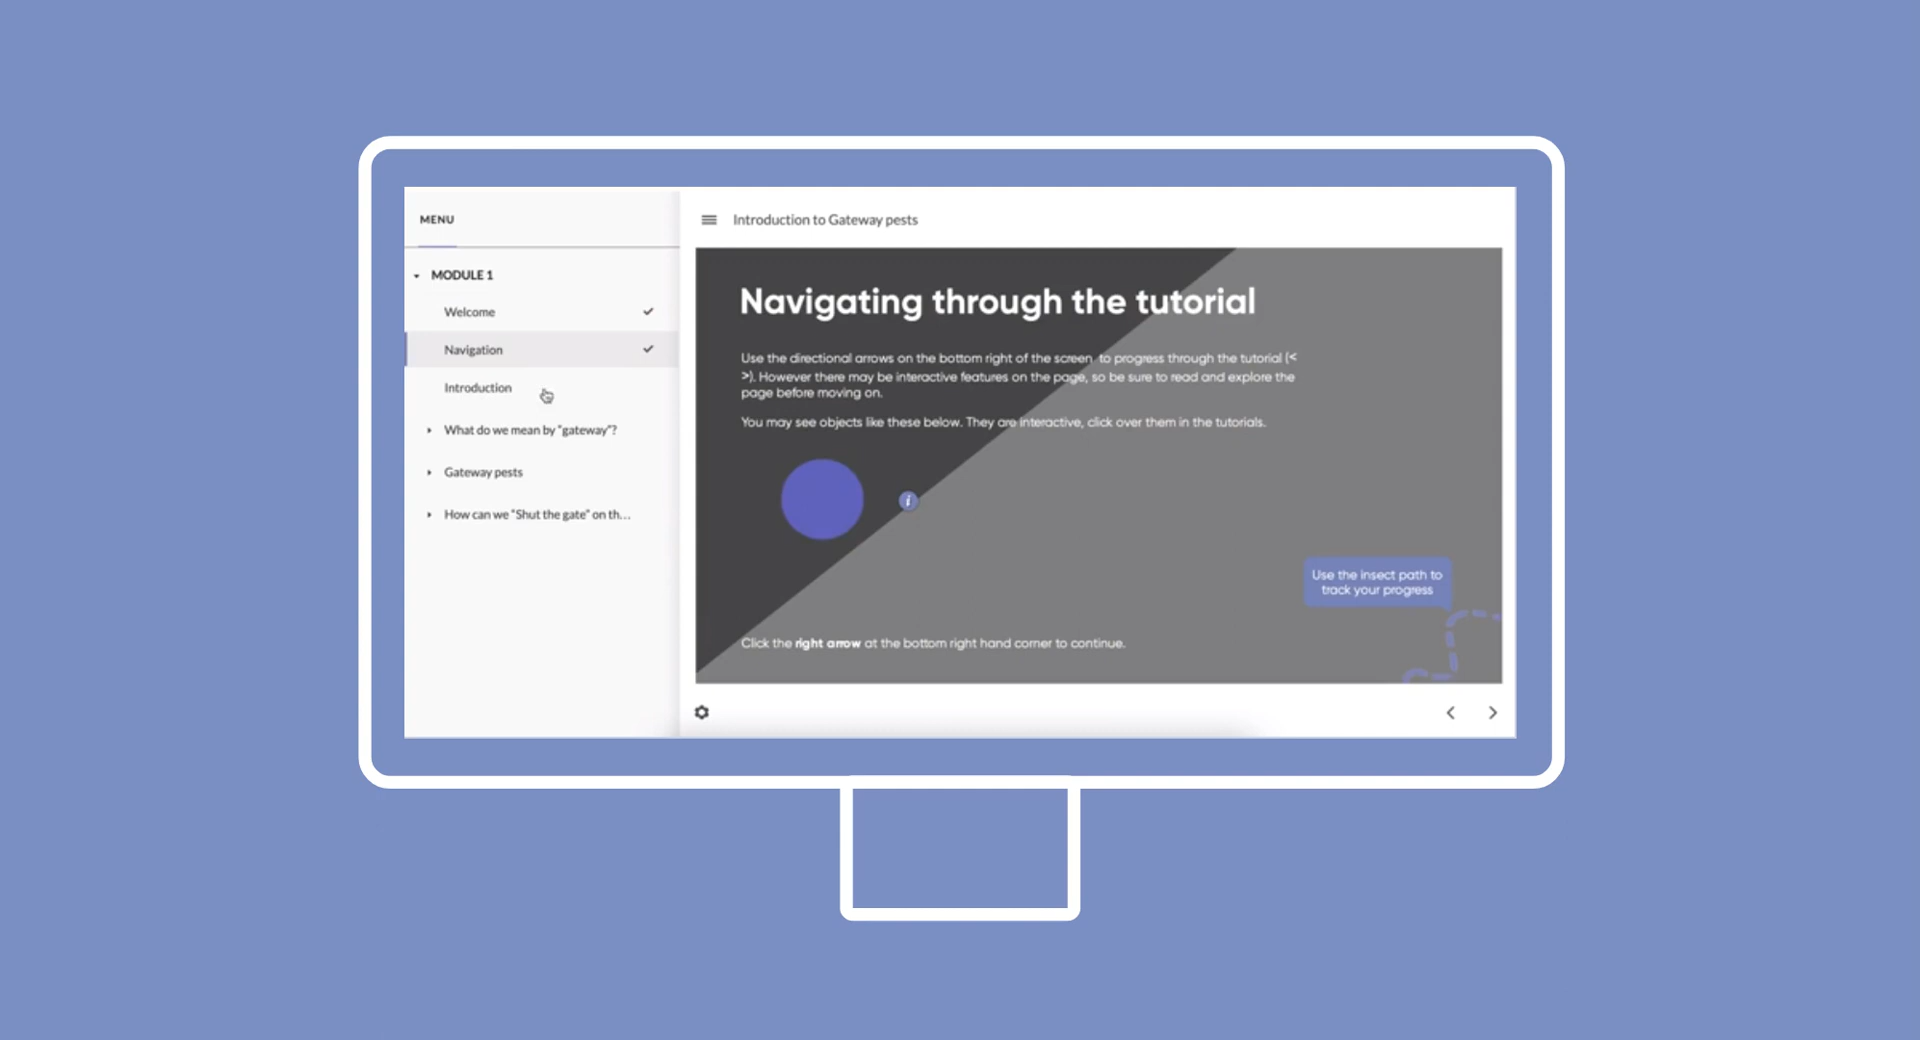 MENU
MODULE 1
Welcome
Navigation
Introduction
What do we mean by "gateway"?
Gateway pests
How can we "Shut the gate" on th...
Introduction to Gateway pests
Navigating through the tutorial
Use the directional arrows on the bottom right of the screen to progress through the tutorial (<
>). However there may be interactive features on the page, so be sure to read and explore the
page before moving on.
You may see objects like these below. They are interactive, click over them in the tutorials.
i
Use the insect path to
track your progress
Click the right arrow at the bottom right hand corner to continue.